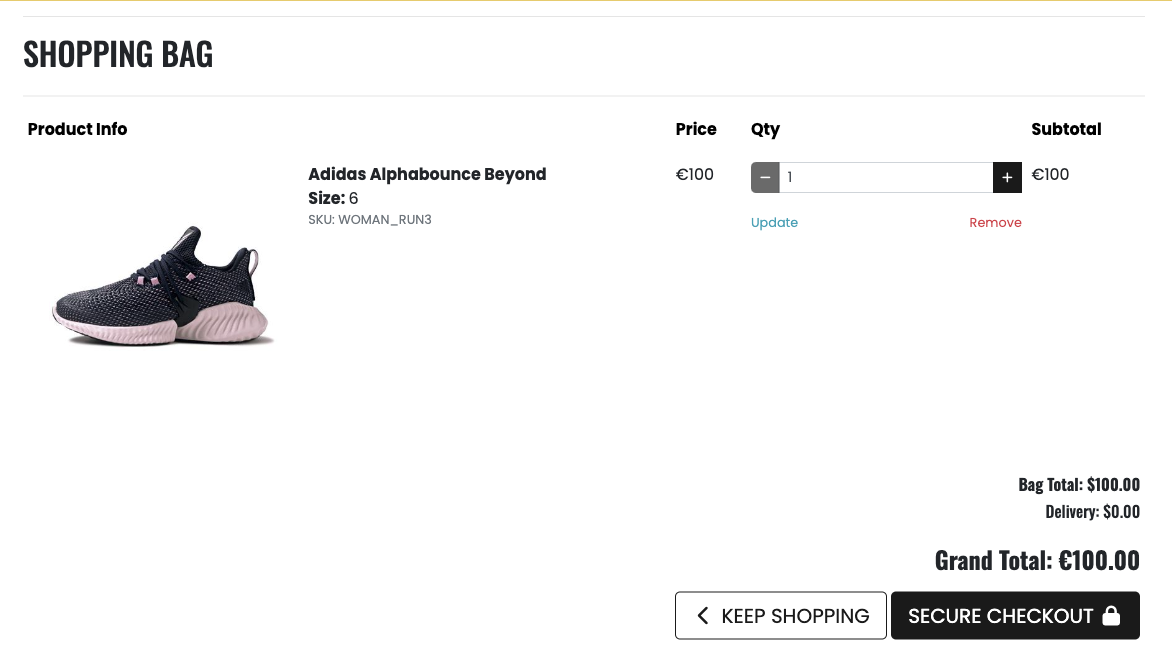 SHOPPING BAG
Product Info Price Qty Subtotal
Adidas Alphabounce Beyond €100 − 1 + €100
Size: 6
SKU: WOMAN_RUN3
Update Remove
Bag Total: $100.00
Delivery: $0.00
Grand Total: €100.00
KEEP SHOPPING SECURE CHECKOUT